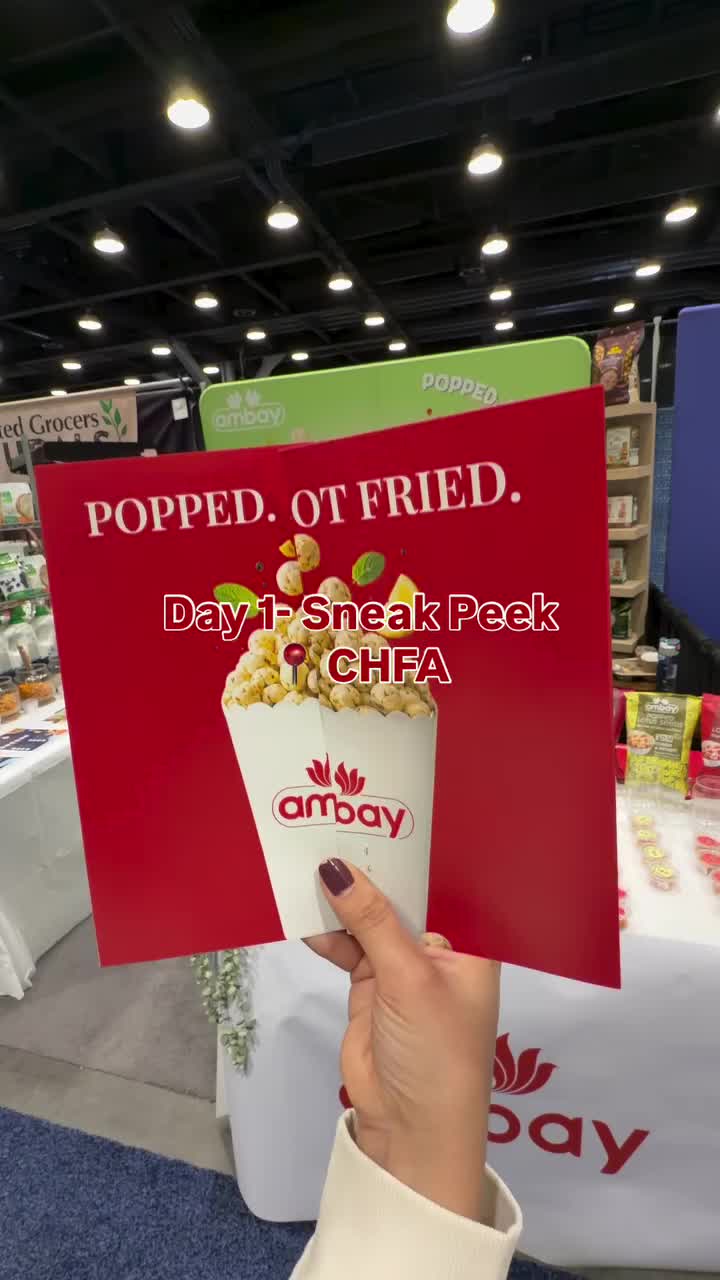 ted Grocers
ambay
POPPED.
POPPED. OT FRIED.
Day 1- Sneak Peek
📍 CHFA
ambay
ambay
bay